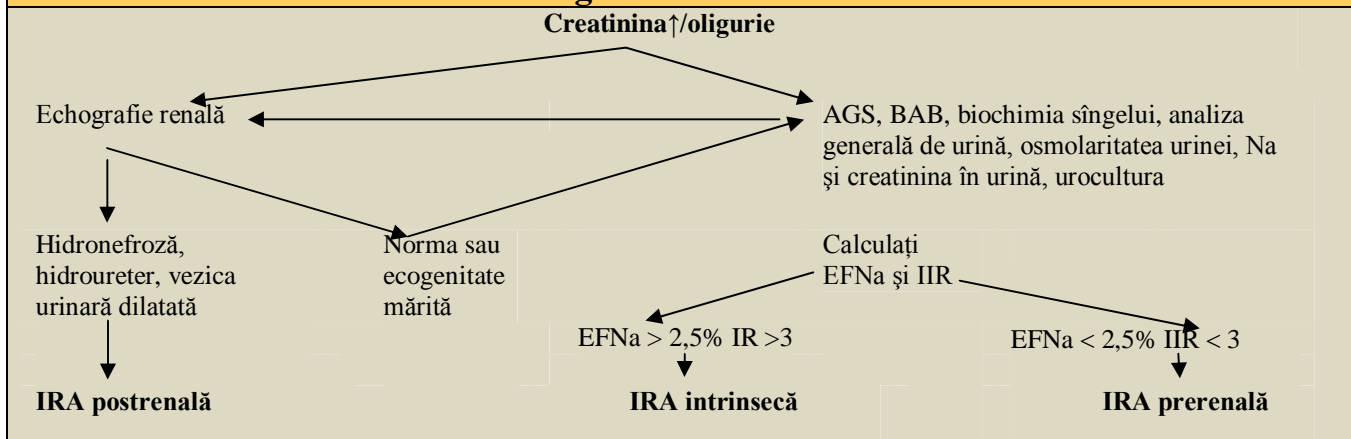 Creatinina↑/oligurie
Echografie renală
AGS, BAB, biochimia sîngelui, analiza
generală de urină, osmolaritatea urinei, Na
şi creatinina în urină, urocultura
Hidronefroză,
hidroureter, vezica
urinară dilatată
Norma sau
ecogenitate
mărită
Calculați
EFNa şi IIR
EFNa > 2,5% IR >3
EFNa < 2,5% IIR < 3
IRA postrenală
IRA intrinsecă
IRA prerenală